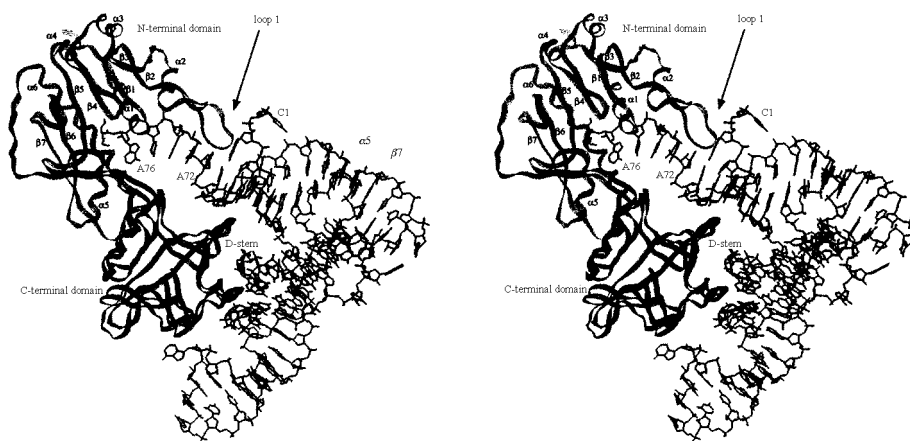 α3
loop 1
α4
N-terminal domain
β3
α2
β2
α6
β5
β1
β4
α1
C1
β6
β7
α5
β7
A76
A72
α5
D-stem
C-terminal domain
α3
loop 1
N-terminal domain
α4
β3
β2
α2
α6
β1
β5
β4
α1
C1
β6
β7
A76
A72
α5
D-stem
C-terminal domain